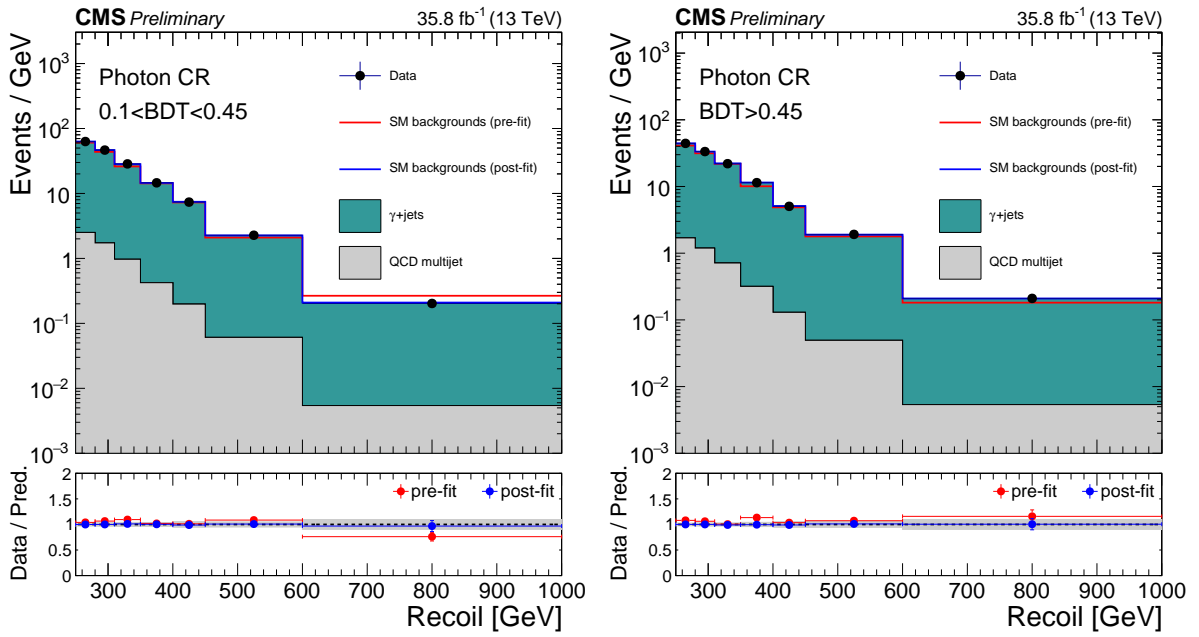 CMS Preliminary 35.8 fb⁻¹ (13 TeV)
Events / GeV
10³
10²
10
1
10⁻¹
10⁻²
10⁻³
Photon CR
0.1<BDT<0.45
Data
SM backgrounds (pre-fit)
SM backgrounds (post-fit)
γ+jets
QCD multijet
Data / Pred.
2
1.5
1
0.5
0
pre-fit post-fit
300 400 500 600 700 800 900 1000
Recoil [GeV]
CMS Preliminary 35.8 fb⁻¹ (13 TeV)
Events / GeV
10³
10²
10
1
10⁻¹
10⁻²
10⁻³
Photon CR
BDT>0.45
Data
SM backgrounds (pre-fit)
SM backgrounds (post-fit)
γ+jets
QCD multijet
Data / Pred.
2
1.5
1
0.5
0
pre-fit post-fit
300 400 500 600 700 800 900 1000
Recoil [GeV]